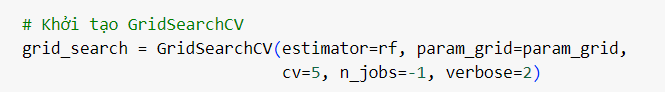 # Khởi tạo GridSearchCV
grid_search = GridSearchCV(estimator=rf, param_grid=param_grid,
                           cv=5, n_jobs=-1, verbose=2)